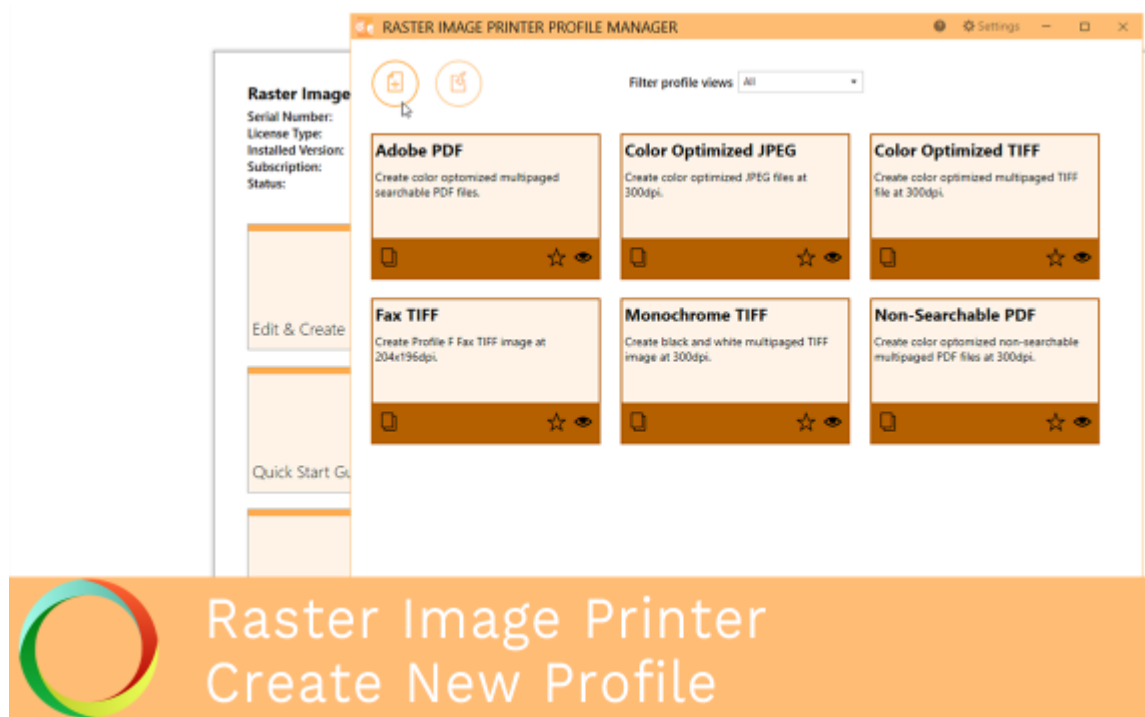 RASTER IMAGE PRINTER PROFILE MANAGER
Settings
Filter profile views All
Raster Image
Serial Number:
License Type:
Installed Version:
Subscription:
Status:
Edit & Create
Quick Start Gu
Adobe PDF
Create color optomized multipaged
searchable PDF files.
Color Optimized JPEG
Create color optimized JPEG files at
300dpi.
Color Optimized TIFF
Create color optimized multipaged TIFF
file at 300dpi.
Fax TIFF
Create Profile F Fax TIFF image at
204x196dpi.
Monochrome TIFF
Create black and white multipaged TIFF
image at 300dpi.
Non-Searchable PDF
Create color optomized non-searchable
multipaged PDF files at 300dpi.
Raster Image Printer
Create New Profile